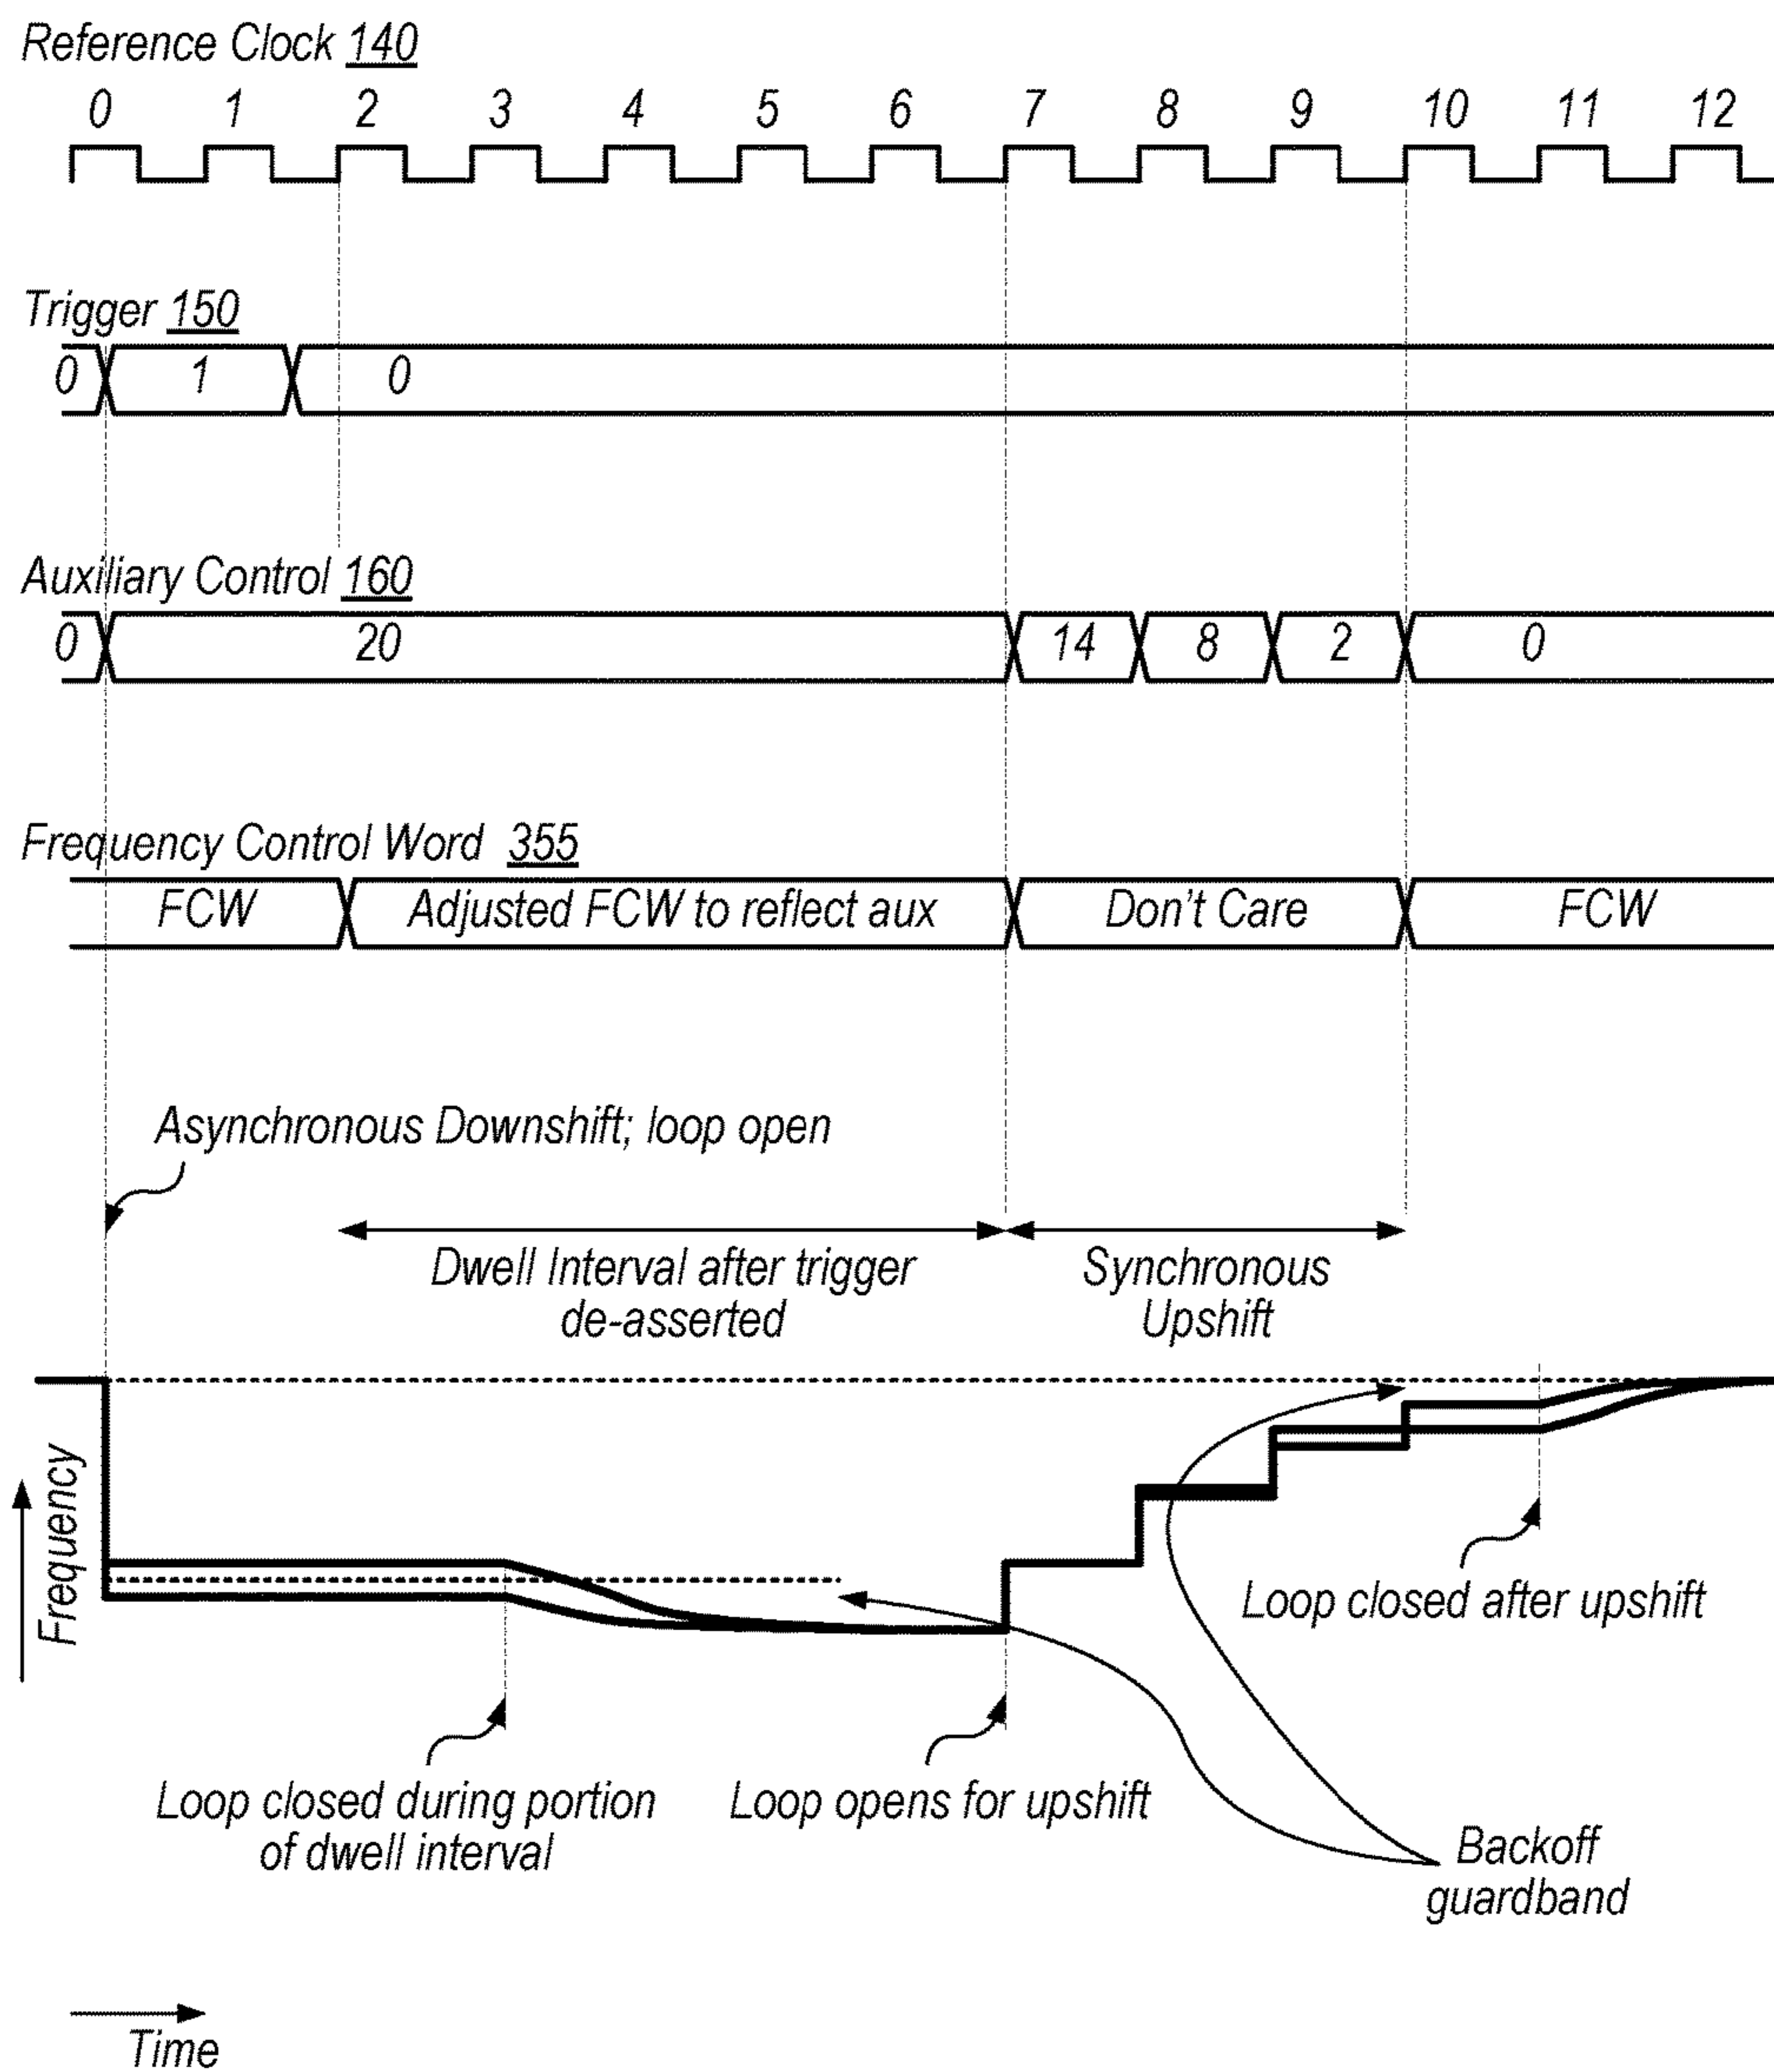 Reference Clock 140
0 1 2 3 4 5 6 7 8 9 10 11 12
Trigger 150
0 1 0
Auxiliary Control 160
0 20 14 8 2 0
Frequency Control Word 355
FCW Adjusted FCW to reflect aux Don't Care FCW
Asynchronous Downshift; loop open
Dwell Interval after trigger
de-asserted
Synchronous
Upshift
Frequency
Loop closed after upshift
Loop closed during portion
of dwell interval
Loop opens for upshift
Backoff
guardband
Time